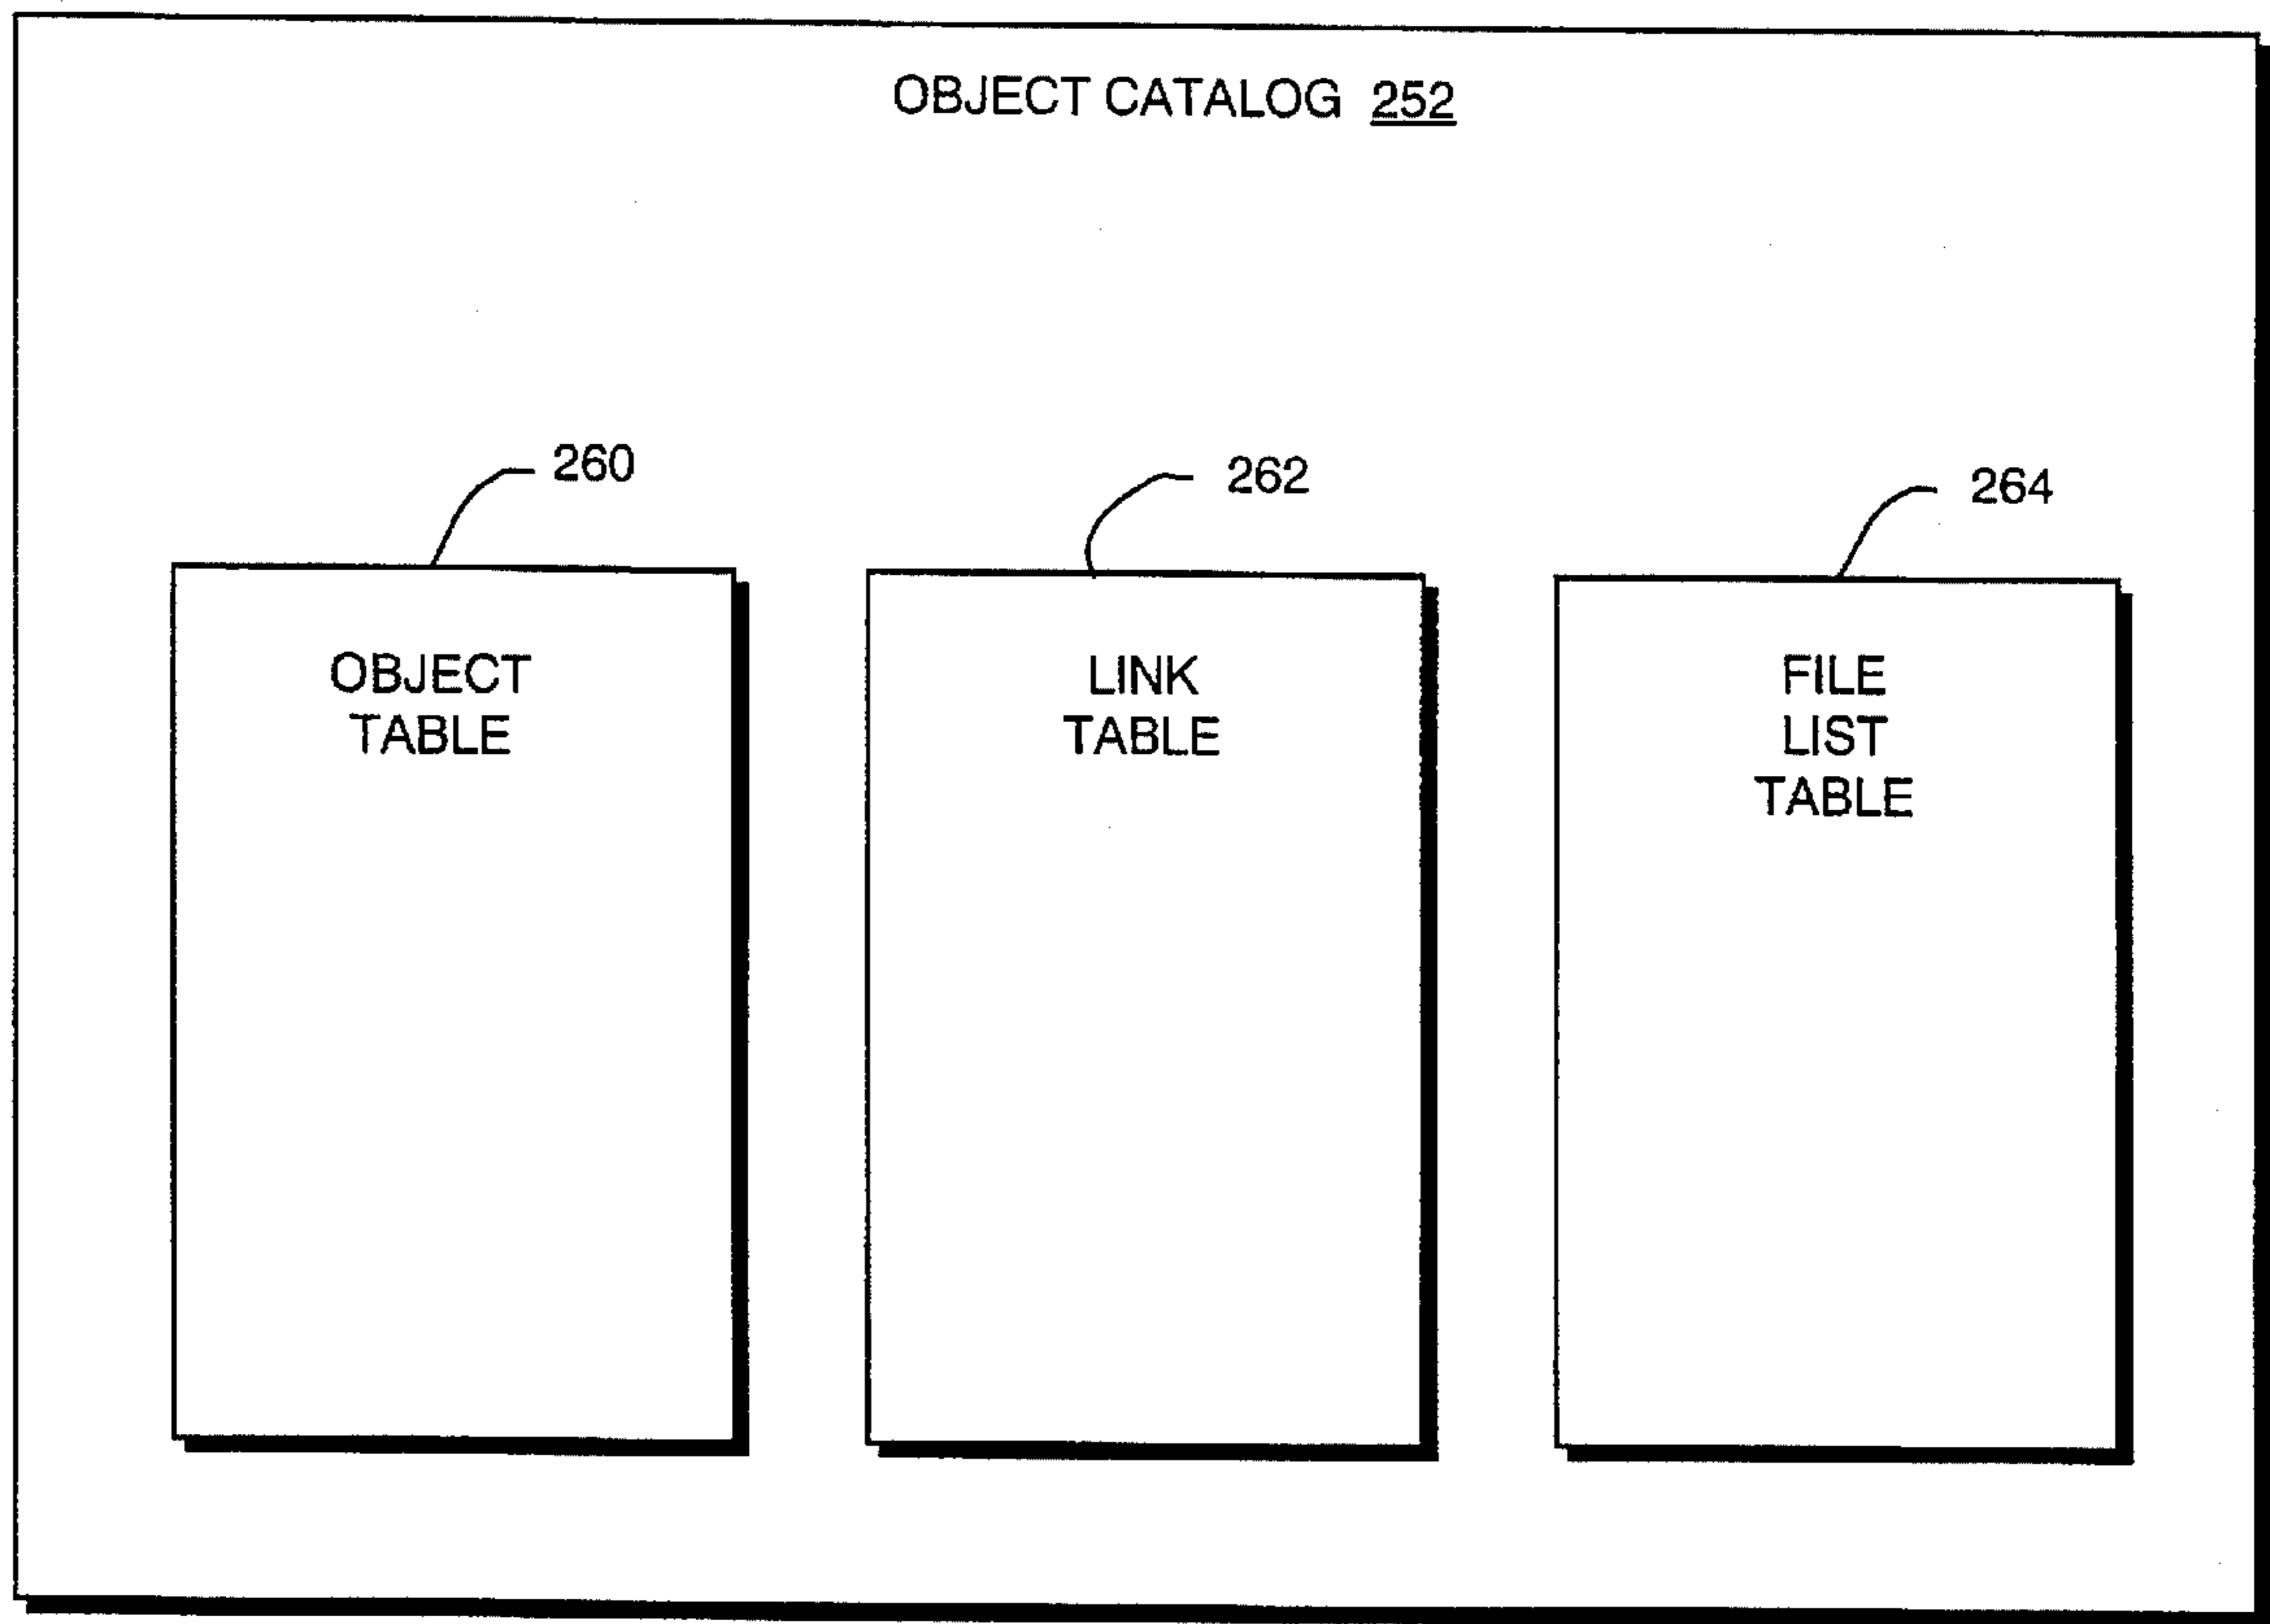 OBJECT CATALOG 252
260
262
264
OBJECT
TABLE
LINK
TABLE
FILE
LIST
TABLE